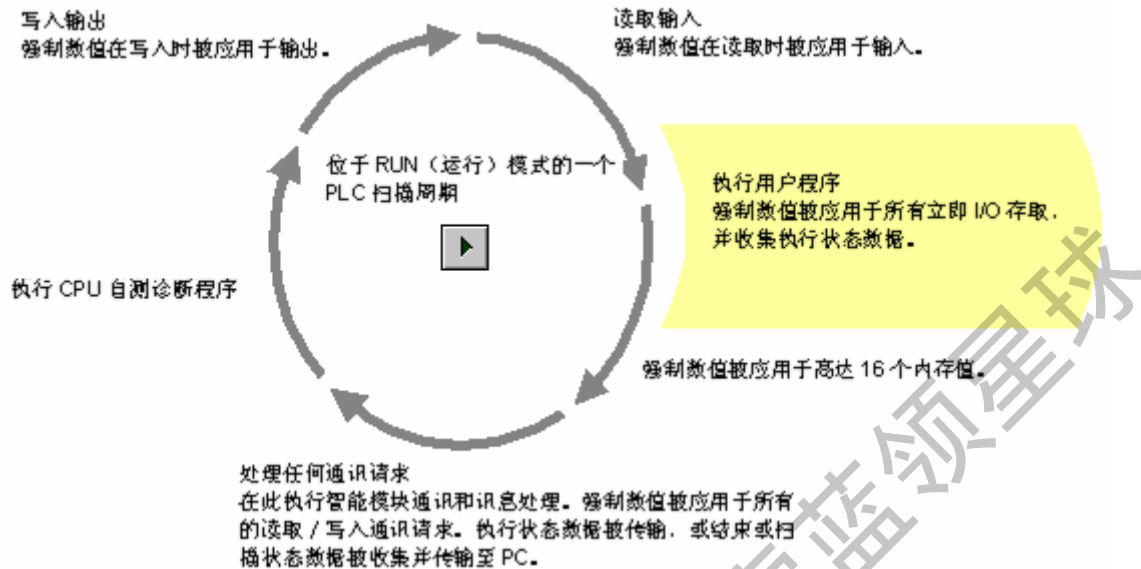 写入输出
强制数值在写入时被应用于输出。
读取输入
强制数值在读取时被应用于输入。
位于 RUN（运行）模式的一个
PLC 扫描周期
执行用户程序
强制数值被应用于所有立即 I/O 存取，
并收集执行状态数据。
执行 CPU 自测诊断程序
强制数值被应用于高达 16 个内存值。
处理任何通讯请求
在此执行智能模块通讯和讯息处理。强制数值被应用于所有
的读取 / 写入通讯请求。执行状态数据被传输，或结束或扫
描状态数据被收集并传输至 PC。
蓝领星球